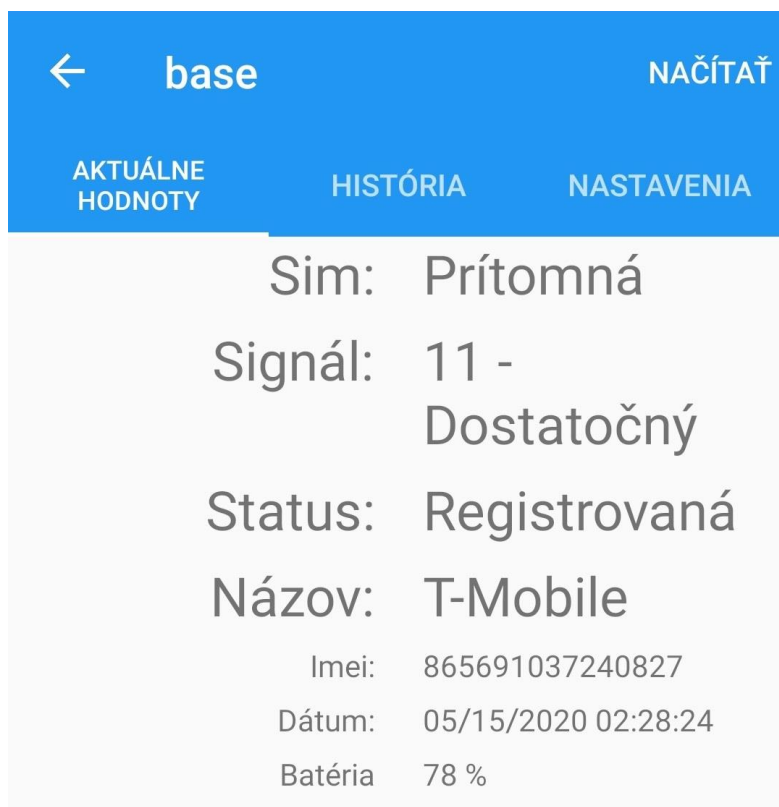 base
NAČÍTAŤ
AKTUÁLNE
HODNOTY
HISTÓRIA
NASTAVENIA
Sim: Prítomná
Signál: 11 -
Dostatočný
Status: Registrovaná
Názov: T-Mobile
Imei: 865691037240827
Dátum: 05/15/2020 02:28:24
Batéria 78 %